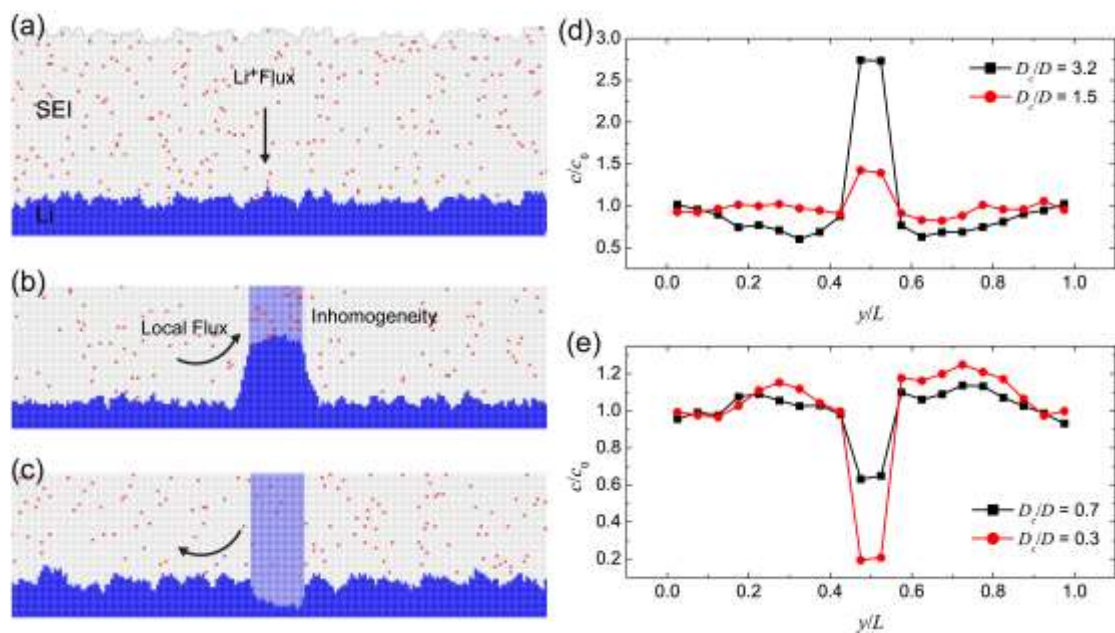 (a)
SEI
Li⁺Flux
Li
(b)
Local Flux
Inhomogeneity
(c)
(d)
3.0
2.5
2.0
1.5
1.0
0.5
c/c₀
D꜀/D = 3.2
D꜀/D = 1.5
0.0 0.2 0.4 0.6 0.8 1.0
y/L
(e)
1.2
1.0
0.8
0.6
0.4
0.2
c/c₀
D꜀/D = 0.7
D꜀/D = 0.3
0.0 0.2 0.4 0.6 0.8 1.0
y/L